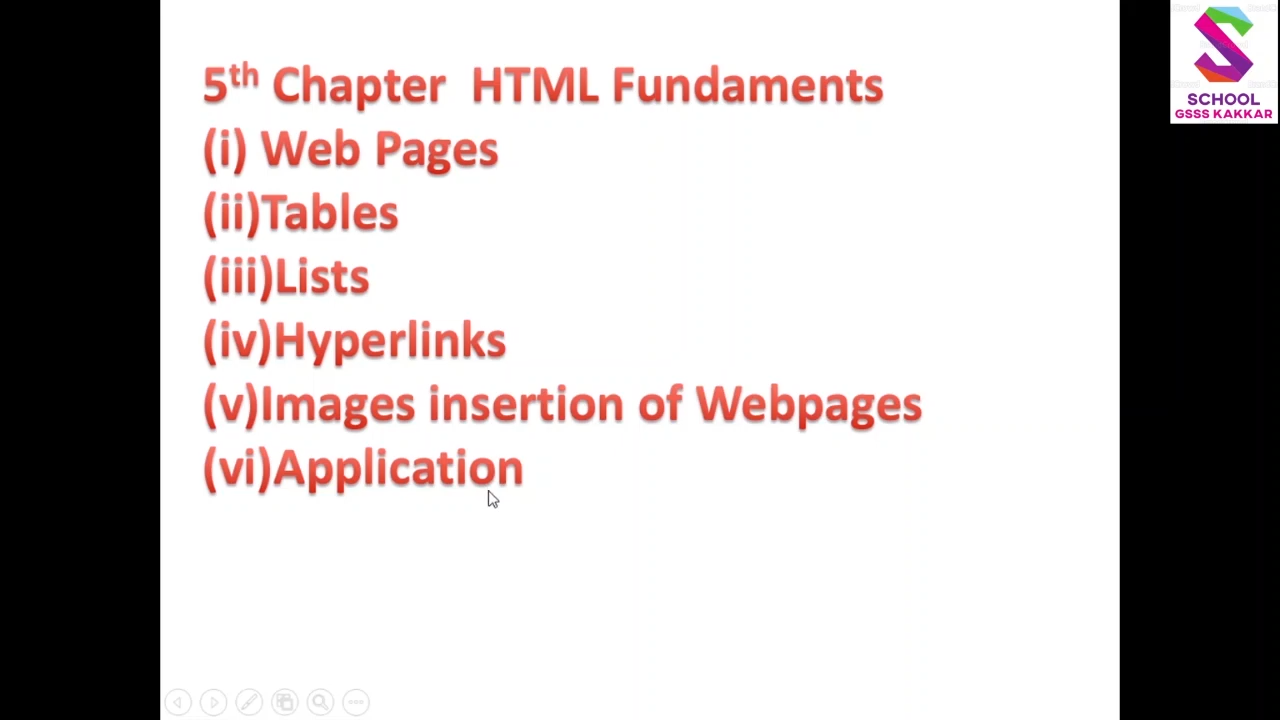 5th Chapter  HTML Fundaments
(i) Web Pages
(ii)Tables
(iii)Lists
(iv)Hyperlinks
(v)Images insertion of Webpages
(vi)Application
SCHOOL
GSSS KAKKAR